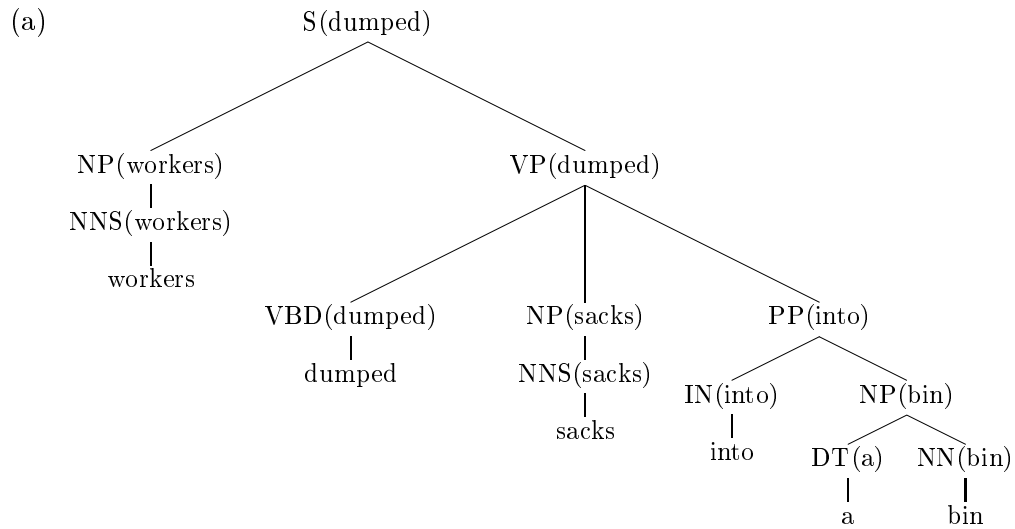 (a) S(dumped)
NP(workers) VP(dumped)
NNS(workers)
workers
VBD(dumped) NP(sacks) PP(into)
dumped NNS(sacks)
IN(into) NP(bin)
sacks
into
DT(a) NN(bin)
a bin